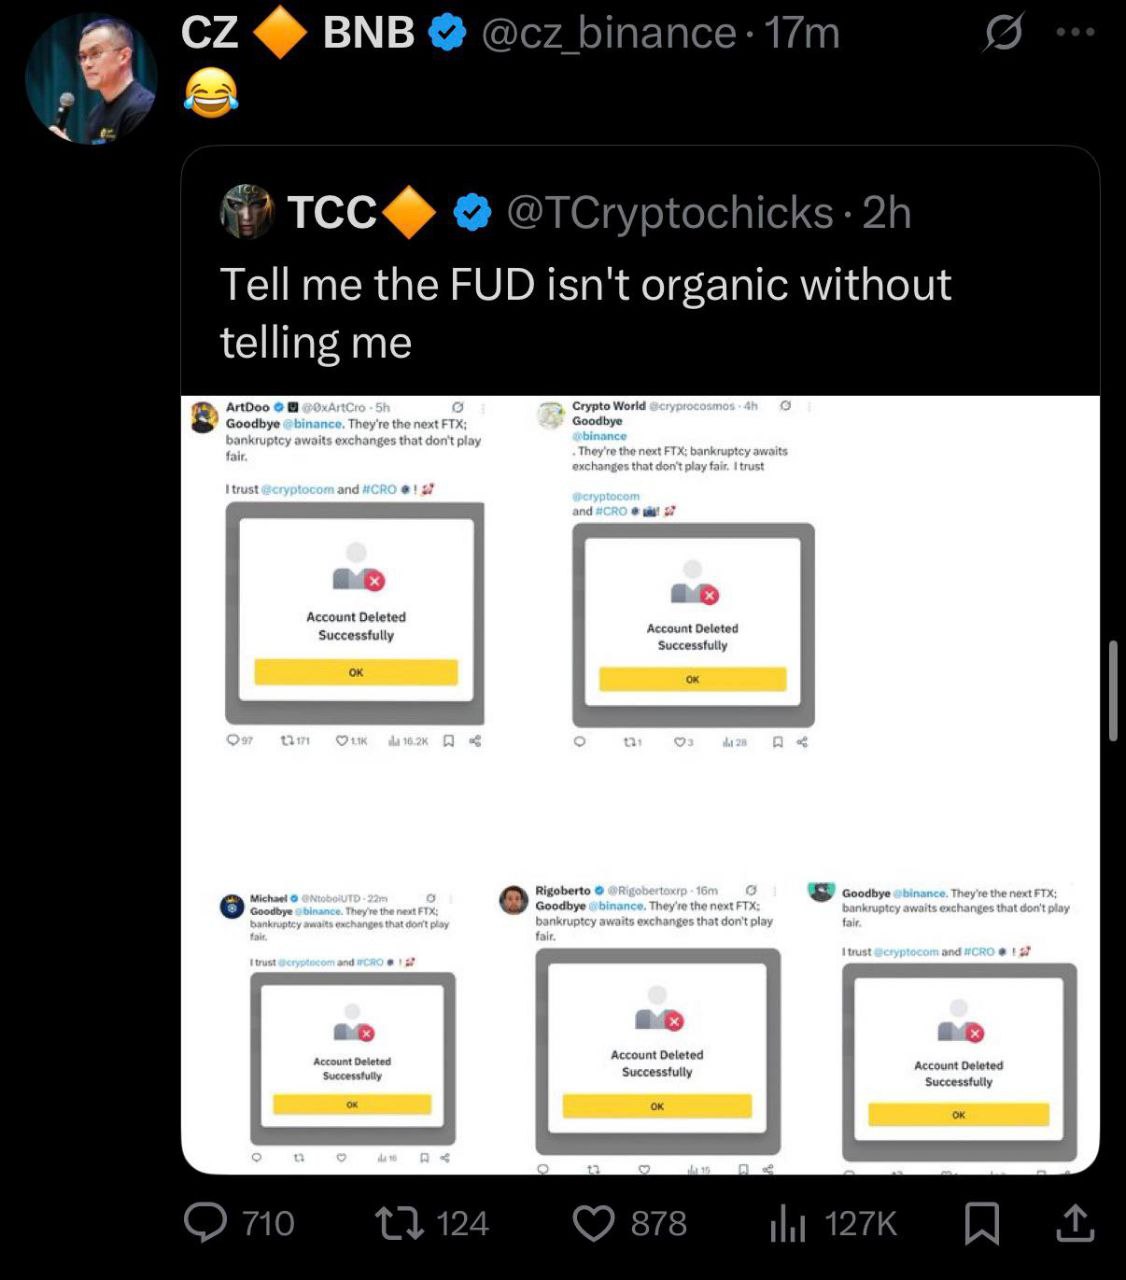 CZ 🔶 BNB @cz_binance · 17m
😂
TCC🔶 @TCryptochicks · 2h
Tell me the FUD isn't organic without
telling me
ArtDoo @0xArtCro · 5h
Goodbye @binance. They're the next FTX;
bankruptcy awaits exchanges that don't play
fair.
I trust @cryptocom and #CRO ! 🚀
Account Deleted
Successfully
OK
97 171 1.1K 16.2K
Crypto World @cryprocosmos · 4h
Goodbye
@binance
. They're the next FTX; bankruptcy awaits
exchanges that don't play fair. I trust
@cryptocom
and #CRO ! 🚀
Account Deleted
Successfully
OK
1 3 28
Michael @NtoboiUTD · 22m
Goodbye @binance. They're the next FTX;
bankruptcy awaits exchanges that don't play
fair.
I trust @cryptocom and #CRO ! 🚀
Account Deleted
Successfully
OK
16
Rigoberto @Rigobertoxrp · 16m
Goodbye @binance. They're the next FTX;
bankruptcy awaits exchanges that don't play
fair.
Account Deleted
Successfully
OK
15
Goodbye @binance. They're the next FTX;
bankruptcy awaits exchanges that don't play
fair.
I trust @cryptocom and #CRO ! 🚀
Account Deleted
Successfully
OK
710 124 878 127K